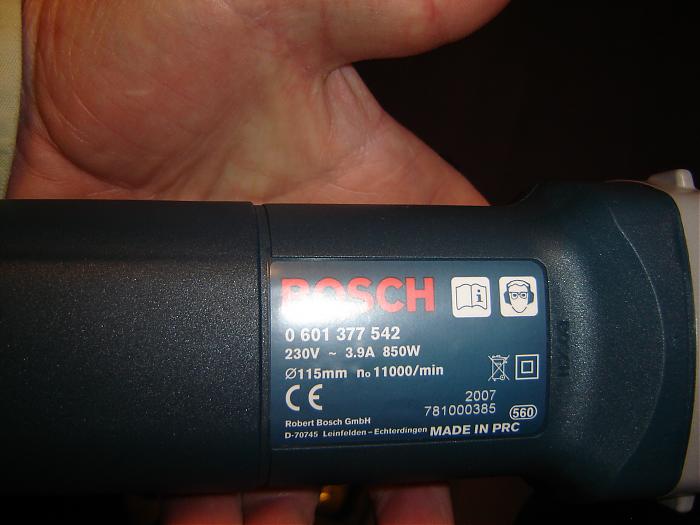 BOSCH
0 601 377 542
230V ~ 3.9A 850W
Ø115mm n₀ 11000/min
CE
2007
781000385 560
Robert Bosch GmbH
D-70745 Leinfelden – Echterdingen MADE IN PRC